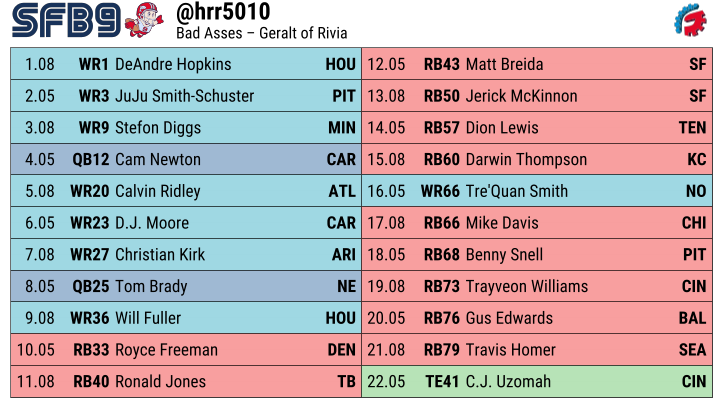 SFB9
@hrr5010
Bad Asses – Geralt of Rivia
1.08 WR1 DeAndre Hopkins HOU
2.05 WR3 JuJu Smith-Schuster PIT
3.08 WR9 Stefon Diggs MIN
4.05 QB12 Cam Newton CAR
5.08 WR20 Calvin Ridley ATL
6.05 WR23 D.J. Moore CAR
7.08 WR27 Christian Kirk ARI
8.05 QB25 Tom Brady NE
9.08 WR36 Will Fuller HOU
10.05 RB33 Royce Freeman DEN
11.08 RB40 Ronald Jones TB
12.05 RB43 Matt Breida SF
13.08 RB50 Jerick McKinnon SF
14.05 RB57 Dion Lewis TEN
15.08 RB60 Darwin Thompson KC
16.05 WR66 Tre'Quan Smith NO
17.08 RB66 Mike Davis CHI
18.05 RB68 Benny Snell PIT
19.08 RB73 Trayveon Williams CIN
20.05 RB76 Gus Edwards BAL
21.08 RB79 Travis Homer SEA
22.05 TE41 C.J. Uzomah CIN